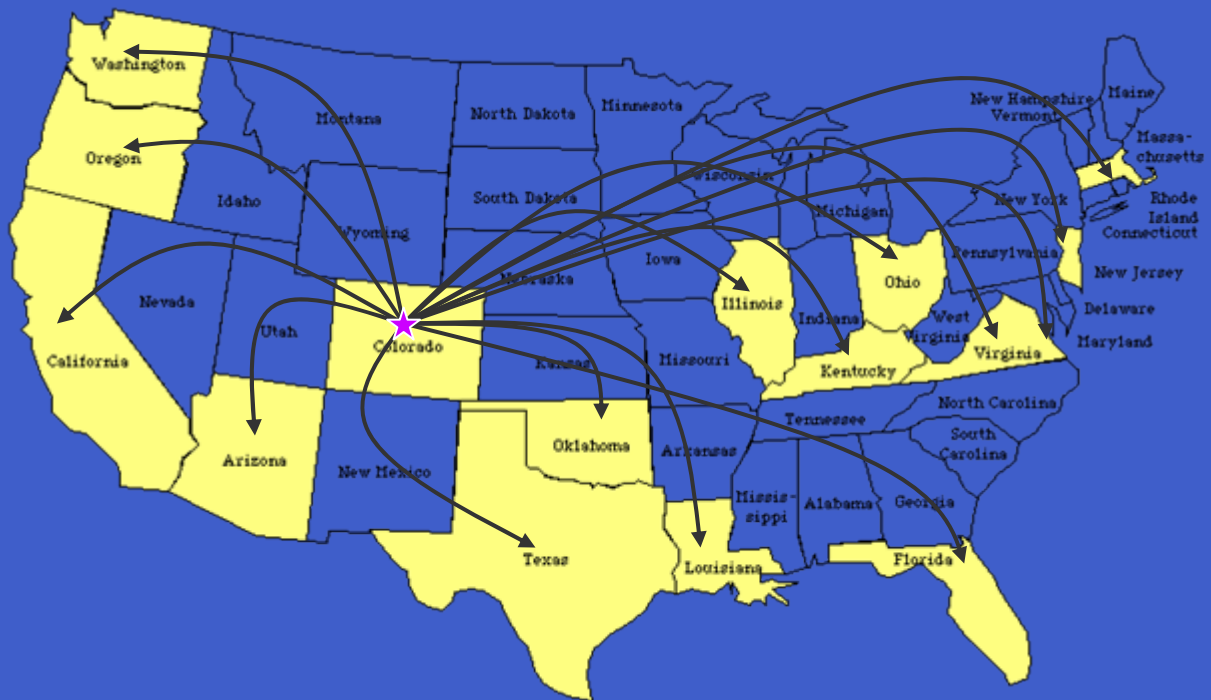 Washington
Montana
North Dakota
Minnesota
Maine
New Hampshire
Vermont
Massa-
chusetts
Oregon
Idaho
Wyoming
South Dakota
Wisconsin
Michigan
New York
Rhode
Island
Connecticut
Nevada
Utah
Colorado
Nebraska
Iowa
Illinois
Indiana
Ohio
Pennsylvania
New Jersey
Delaware
Maryland
West
Virginia
Virginia
California
Kansas
Missouri
Kentucky
Arizona
New Mexico
Oklahoma
Arkansas
Tennessee
North Carolina
South
Carolina
Texas
Louisiana
Missis-
sippi
Alabama
Georgia
Florida